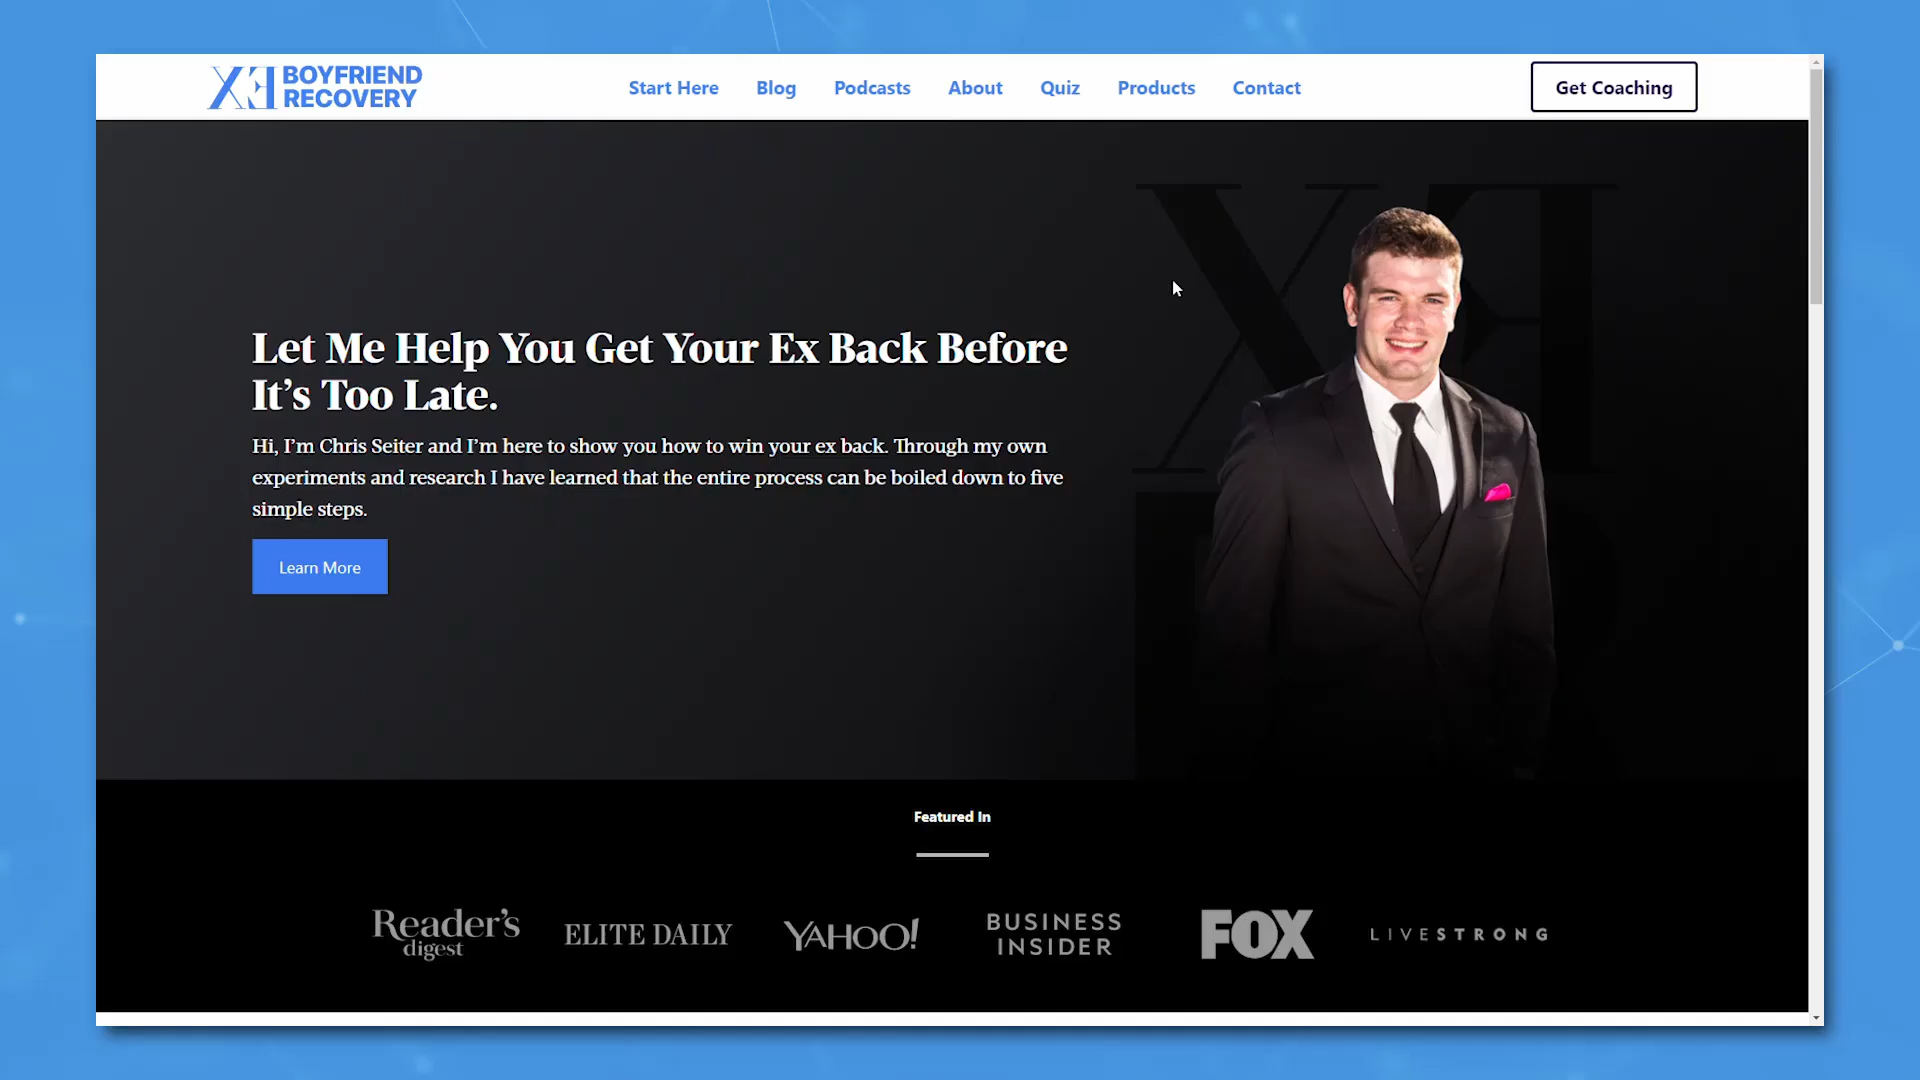 EX BOYFRIEND
RECOVERY
Start Here Blog Podcasts About Quiz Products Contact
Get Coaching
Let Me Help You Get Your Ex Back Before
It’s Too Late.
Hi, I’m Chris Seiter and I’m here to show you how to win your ex back. Through my own
experiments and research I have learned that the entire process can be boiled down to five
simple steps.
Learn More
Featured In
Reader’s
digest
ELITE DAILY
YAHOO!
BUSINESS
INSIDER
FOX
LIVESTRONG